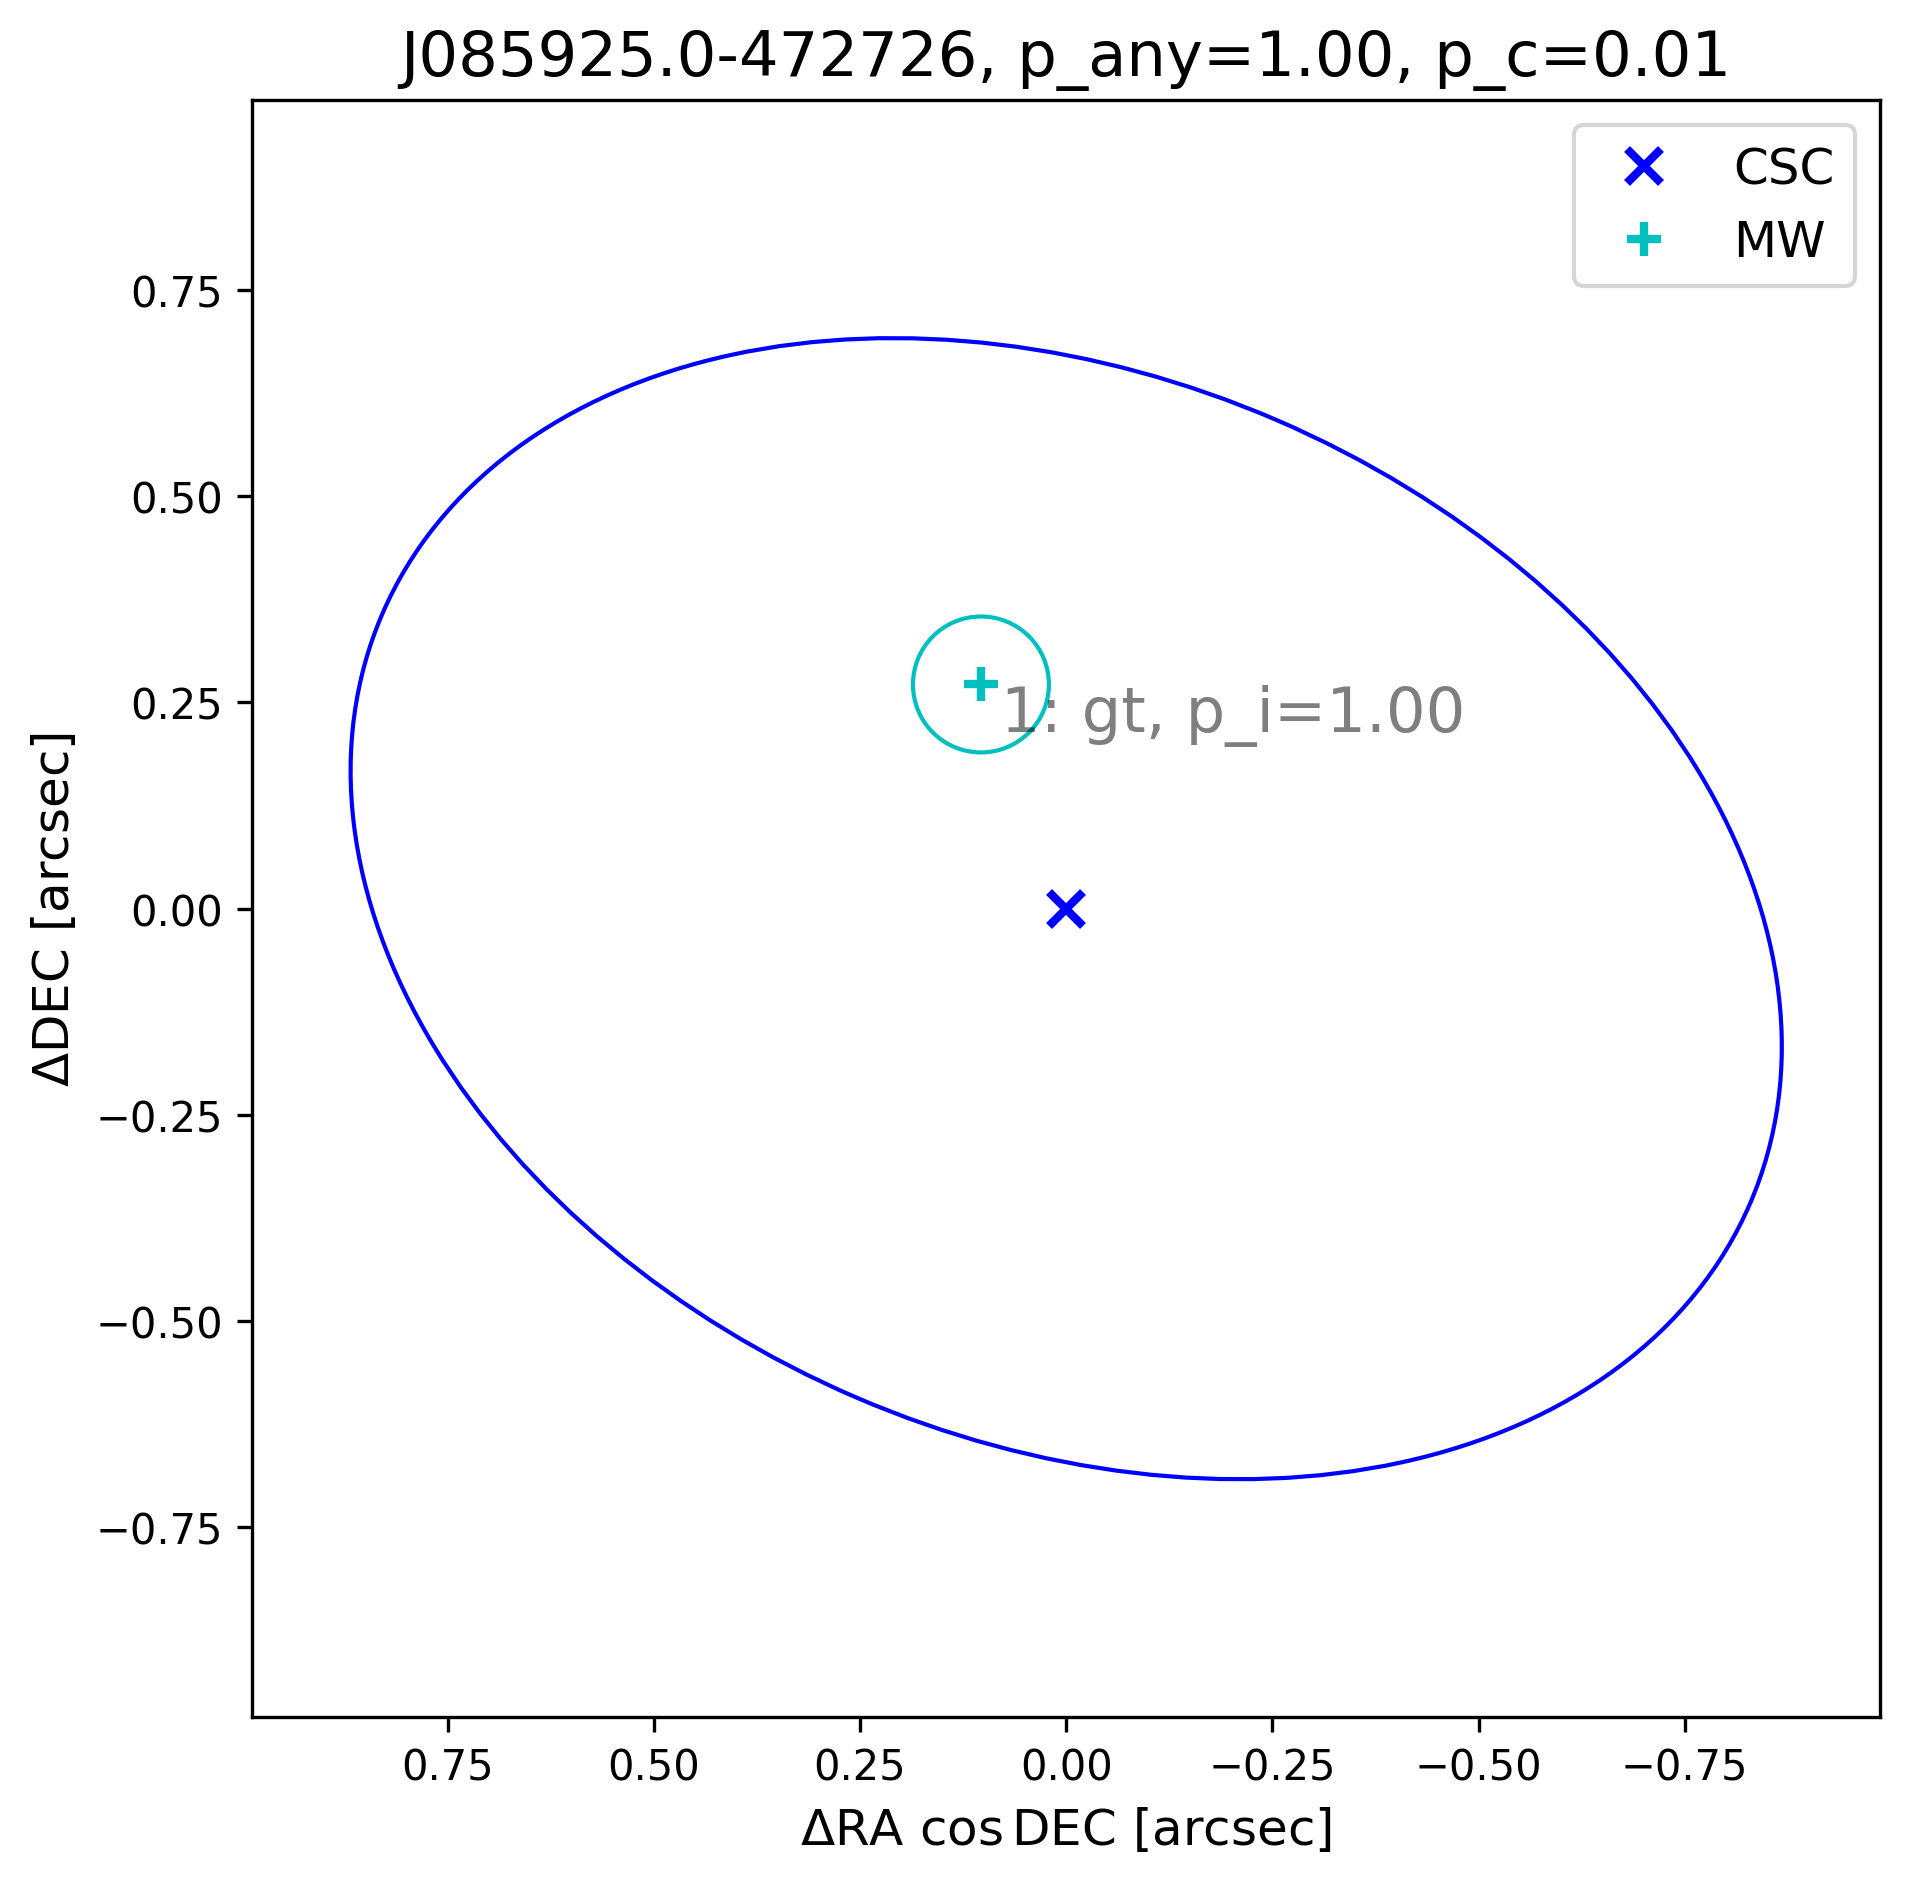 J085925.0-472726, p_any=1.00, p_c=0.01
CSC
MW
0.75
0.50
1: gt, p_i=1.00
0.25
0.00
−0.25
−0.50
−0.75
ΔDEC [arcsec]
0.75 0.50 0.25 0.00 −0.25 −0.50 −0.75
ΔRA cos DEC [arcsec]